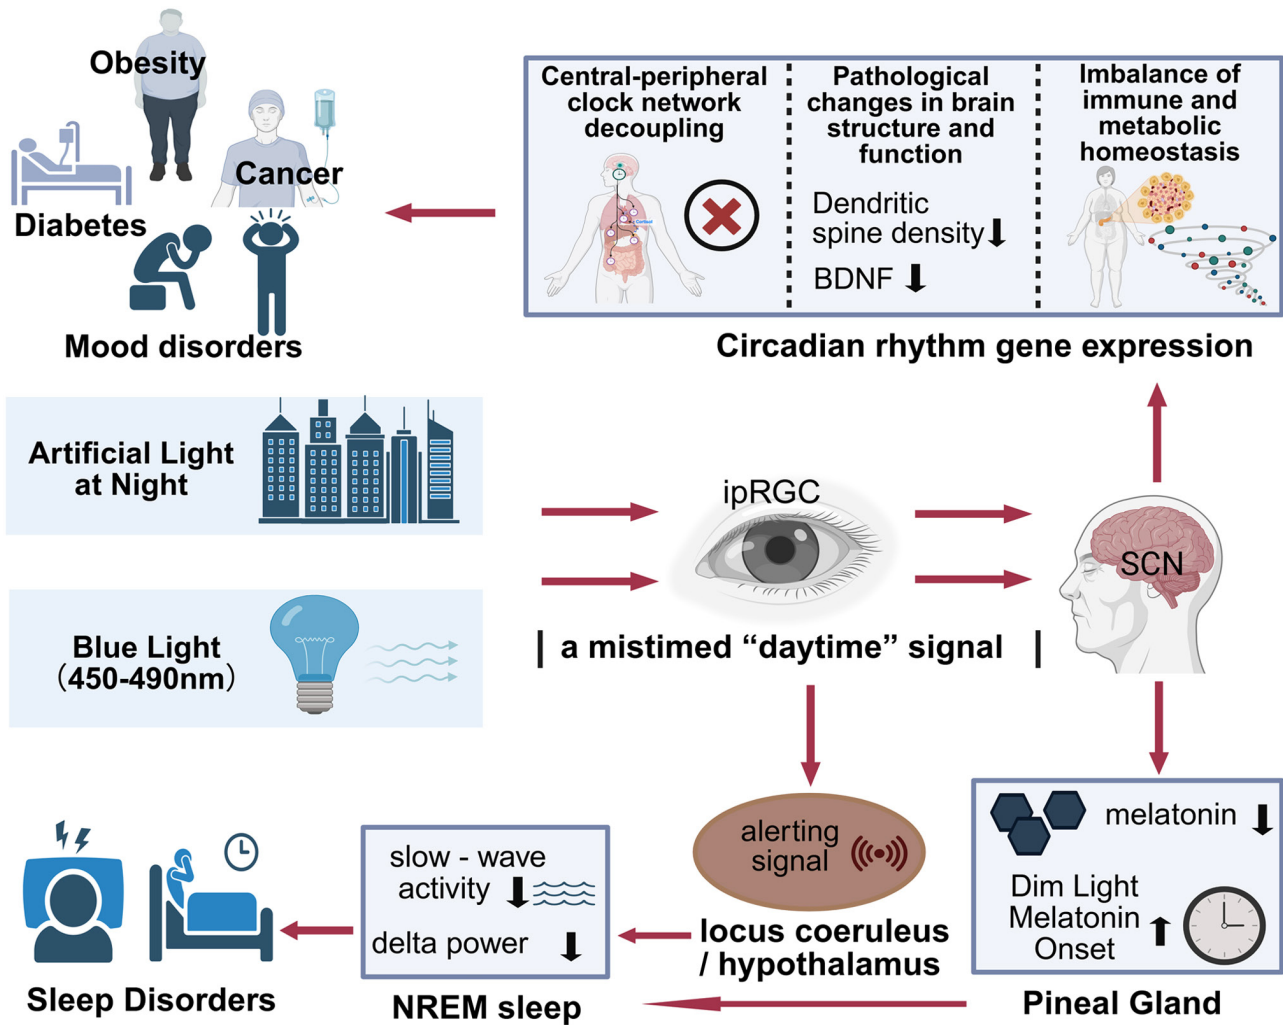 Obesity
Cancer
Diabetes
Mood disorders
Central-peripheral
clock network
decoupling
Pathological
changes in brain
structure and
function
Dendritic
spine density
BDNF
Imbalance of
immune and
metabolic
homeostasis
Circadian rhythm gene expression
Artificial Light
at Night
Blue Light
(450-490nm)
ipRGC
a mistimed “daytime” signal
SCN
alerting
signal
locus coeruleus
/ hypothalamus
melatonin
Dim Light
Melatonin
Onset
Pineal Gland
slow - wave
activity
delta power
NREM sleep
Sleep Disorders